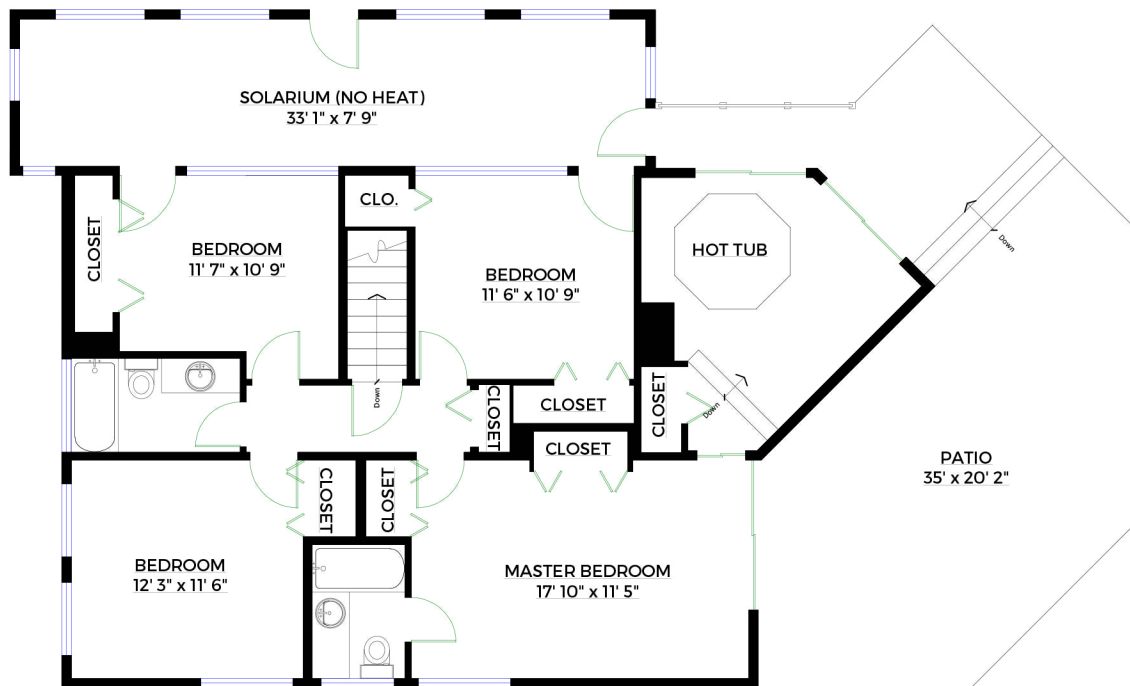 SOLARIUM (NO HEAT)
33' 1" x 7' 9"
CLO.
CLOSET
BEDROOM
11' 7" x 10' 9"
BEDROOM
11' 6" x 10' 9"
HOT TUB
Down
Down
CLOSET
CLOSET
CLOSET
Down
CLOSET
CLOSET
CLOSET
PATIO
35' x 20' 2"
BEDROOM
12' 3" x 11' 6"
MASTER BEDROOM
17' 10" x 11' 5"